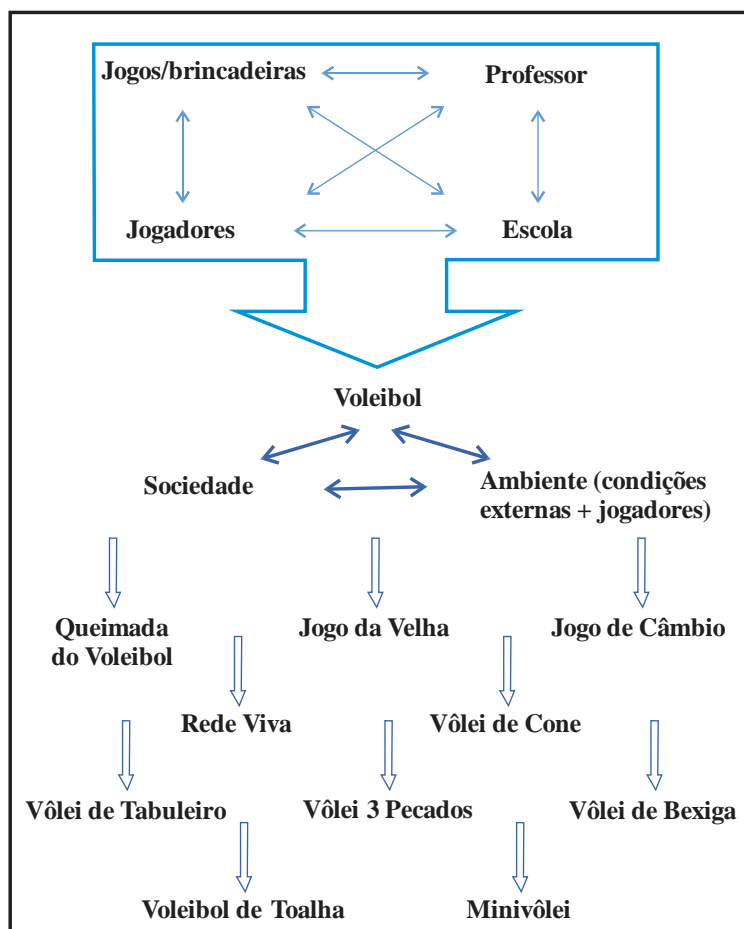 Jogos/brincadeiras
Professor
Jogadores
Escola
Voleibol
Sociedade
Ambiente (condições
externas + jogadores)
Queimada
do Voleibol
Jogo da Velha
Jogo de Câmbio
Rede Viva
Vôlei de Cone
Vôlei de Tabuleiro
Vôlei 3 Pecados
Vôlei de Bexiga
Voleibol de Toalha
Minivôlei